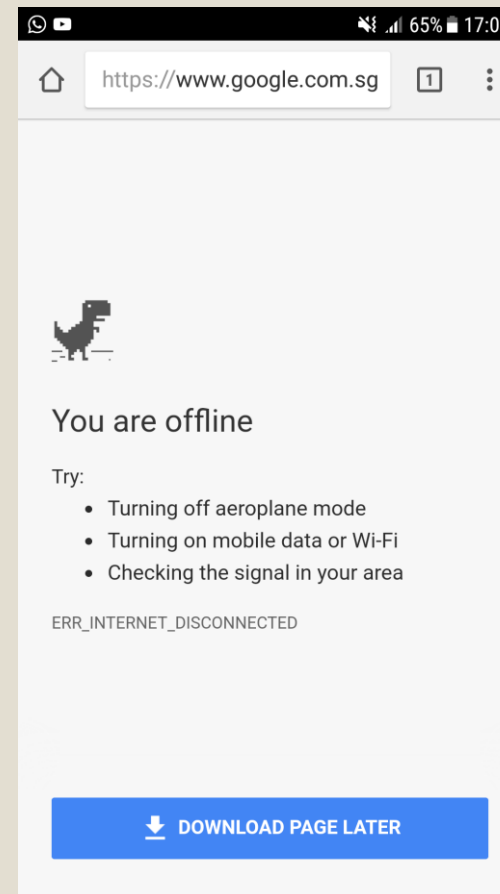 65% 17:0
https://www.google.com.sg 1
You are offline
Try:
• Turning off aeroplane mode
• Turning on mobile data or Wi-Fi
• Checking the signal in your area
ERR_INTERNET_DISCONNECTED
DOWNLOAD PAGE LATER